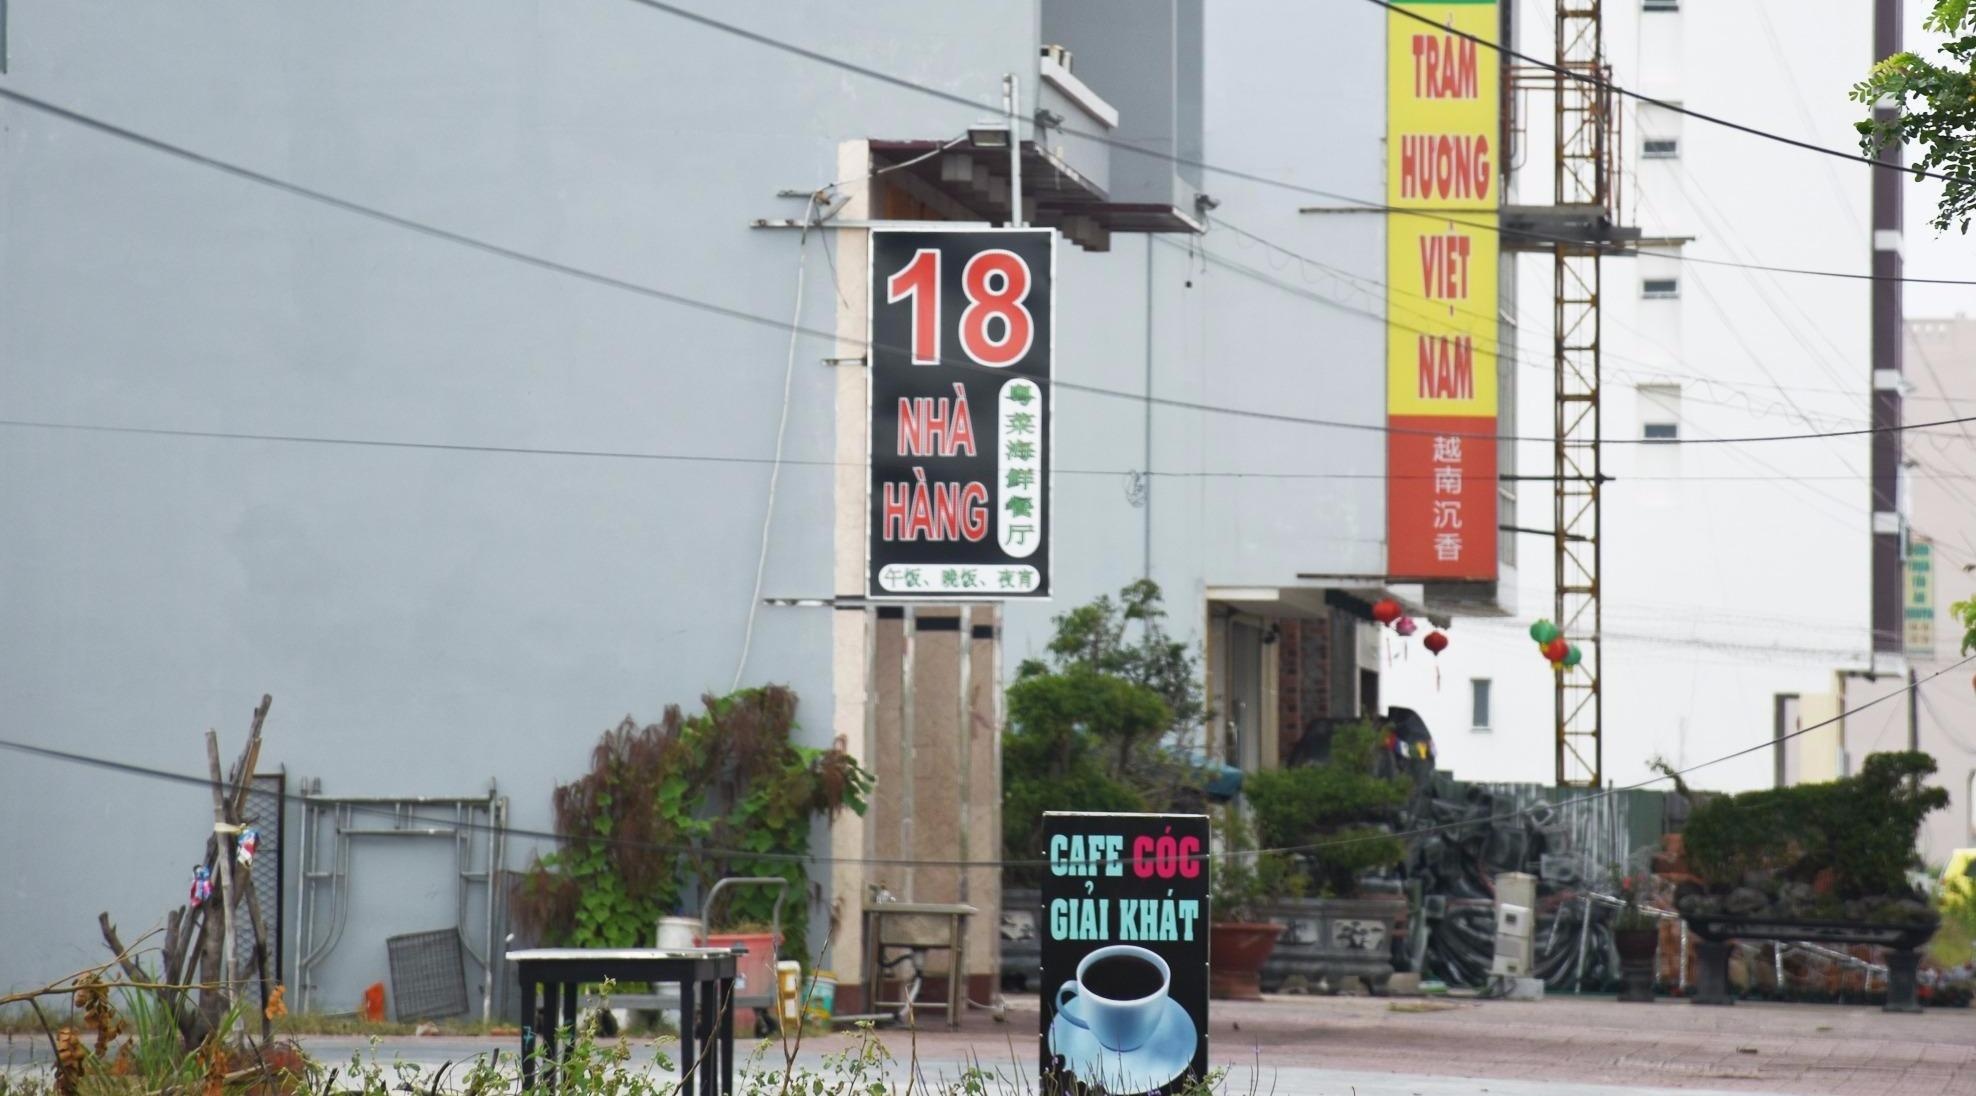 18
NHÀ
HÀNG
粤菜海鲜餐厅
午饭、晚饭、夜宵
TRẦM
HƯƠNG
VIỆT
NAM
越南沉香
CAFE CÓC
GIẢI KHÁT